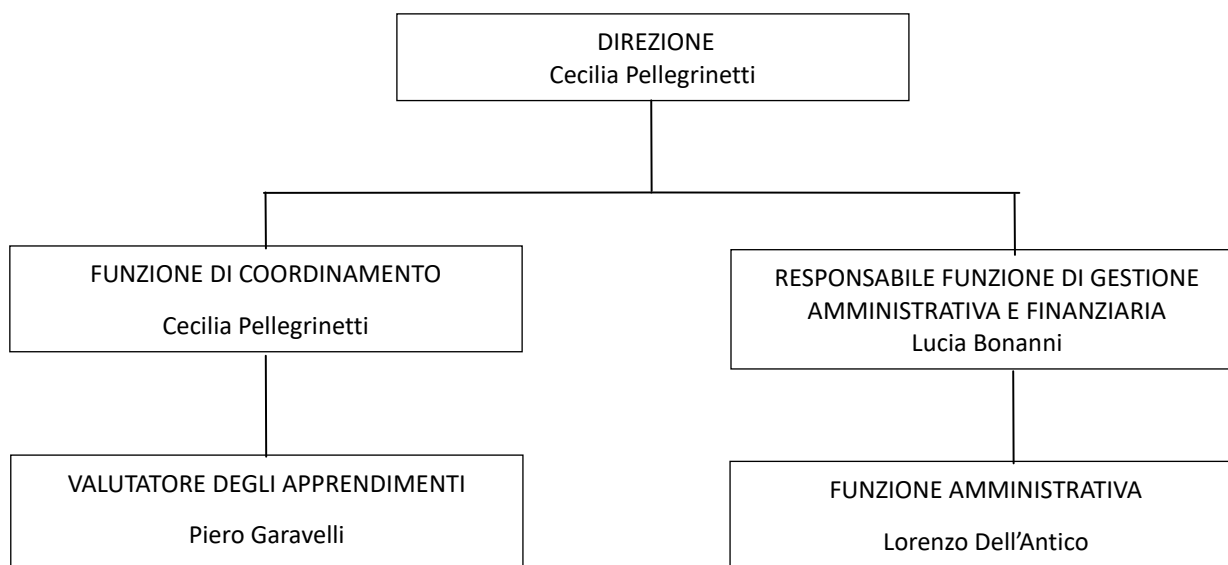 DIREZIONE
Cecilia Pellegrinetti
FUNZIONE DI COORDINAMENTO
Cecilia Pellegrinetti
RESPONSABILE FUNZIONE DI GESTIONE
AMMINISTRATIVA E FINANZIARIA
Lucia Bonanni
VALUTATORE DEGLI APPRENDIMENTI
Piero Garavelli
FUNZIONE AMMINISTRATIVA
Lorenzo Dell’Antico